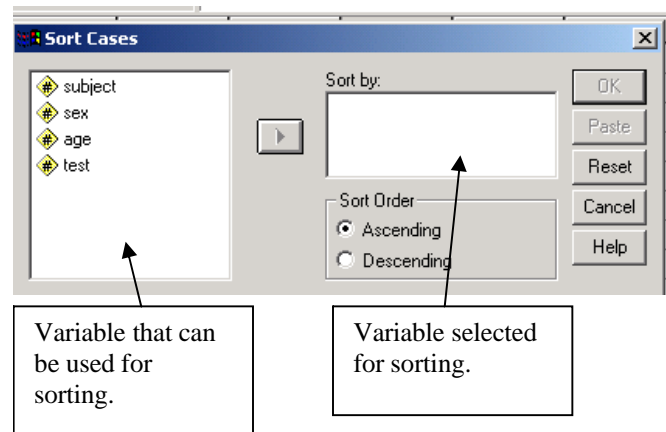 Sort Cases
subject
sex
age
test
Sort by:
Sort Order
Ascending
Descending
OK
Paste
Reset
Cancel
Help
Variable that can
be used for
sorting.
Variable selected
for sorting.